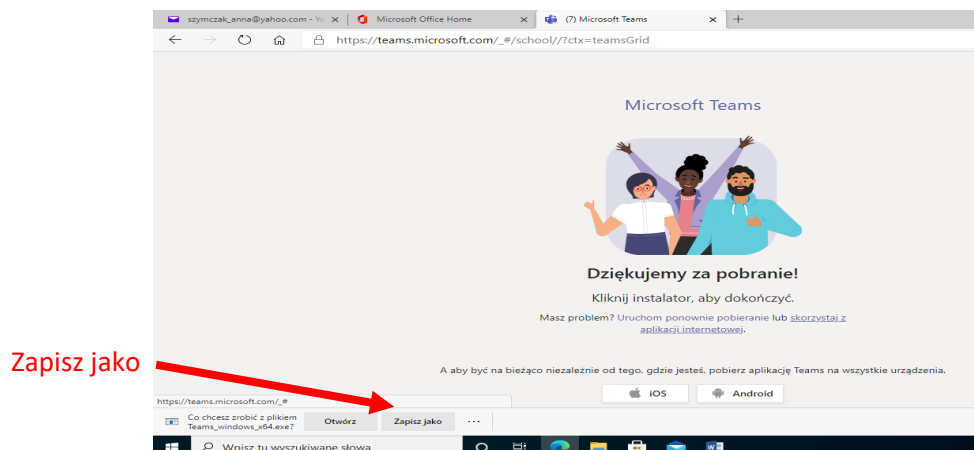 szymczak_anna@yahoo.com - Ya
Microsoft Office Home
(7) Microsoft Teams
https://teams.microsoft.com/_#/school//?ctx=teamsGrid
Microsoft Teams
Dziękujemy za pobranie!
Kliknij instalator, aby dokończyć.
Masz problem? Uruchom ponownie pobieranie lub skorzystaj z
aplikacji internetowej.
Zapisz jako
A aby być na bieżąco niezależnie od tego, gdzie jesteś, pobierz aplikację Teams na wszystkie urządzenia.
iOS
Android
https://teams.microsoft.com/_#
Co chcesz zrobić z plikiem
Teams_windows_x64.exe?
Otwórz
Zapisz jako
Wpisz tu wyszukiwane słowa